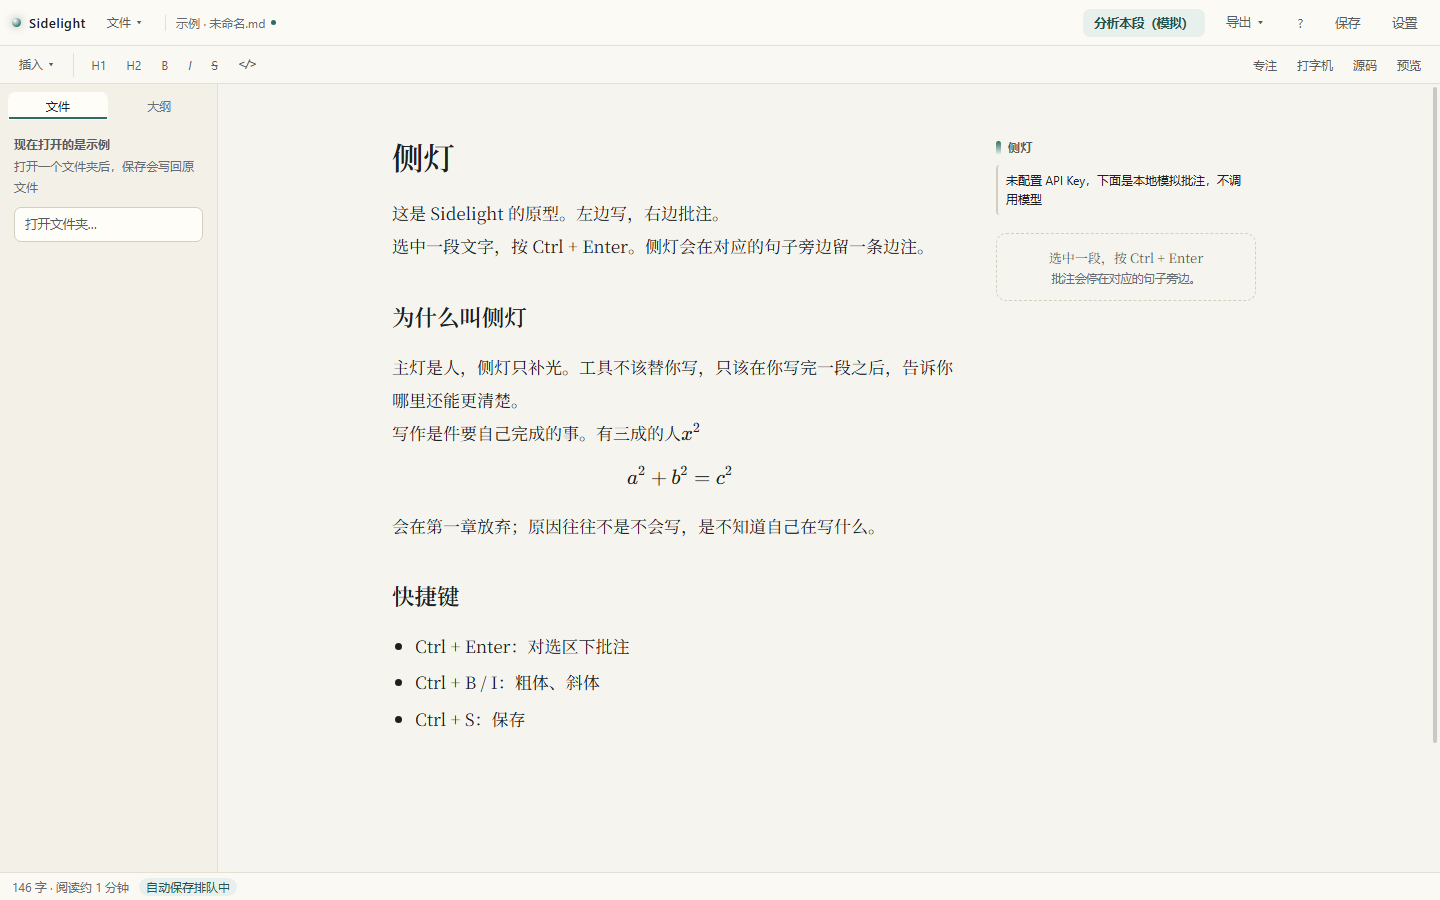 Sidelight 文件 ▾ 示例 · 未命名.md
分析本段（模拟） 导出 ▾ ? 保存 设置
插入 ▾ H1 H2 B I S </>
专注 打字机 源码 预览
文件 大纲
现在打开的是示例
打开一个文件夹后，保存会写回原
文件
打开文件夹...
侧灯
这是 Sidelight 的原型。左边写，右边批注。
选中一段文字，按 Ctrl + Enter。侧灯会在对应的句子旁边留一条边注。
为什么叫侧灯
主灯是人，侧灯只补光。工具不该替你写，只该在你写完一段之后，告诉你
哪里还能更清楚。
写作是件要自己完成的事。有三成的人x²
a² + b² = c²
会在第一章放弃；原因往往不是不会写，是不知道自己在写什么。
快捷键
• Ctrl + Enter：对选区下批注
• Ctrl + B / I：粗体、斜体
• Ctrl + S：保存
侧灯
未配置 API Key，下面是本地模拟批注，不调
用模型
选中一段，按 Ctrl + Enter
批注会停在对应的句子旁边。
146 字 · 阅读约 1 分钟 自动保存排队中